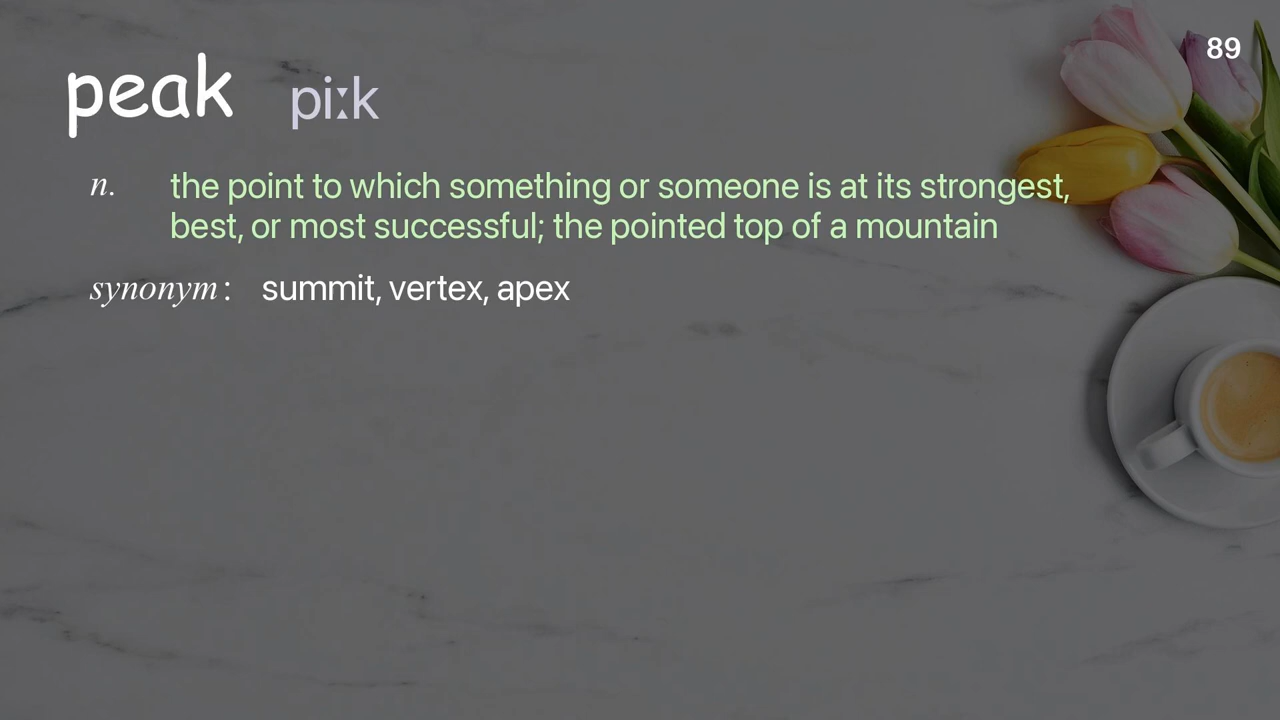 89
peak piːk
n. the point to which something or someone is at its strongest,
best, or most successful; the pointed top of a mountain
synonym : summit, vertex, apex